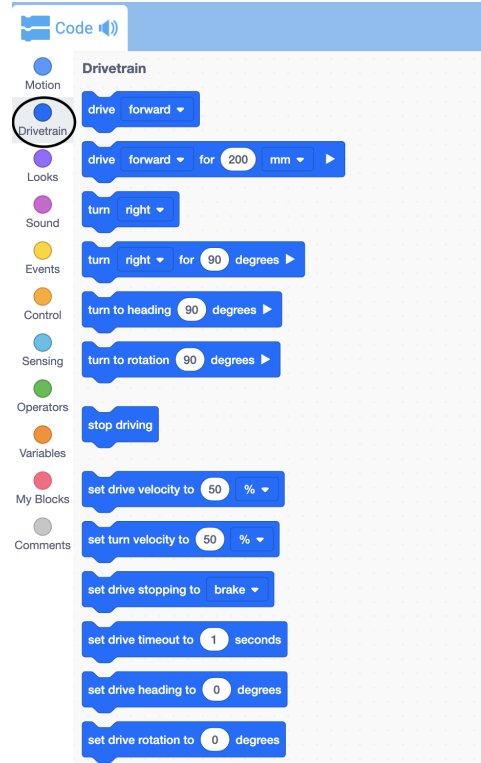 Code
Motion
Drivetrain
Looks
Sound
Events
Control
Sensing
Operators
Variables
My Blocks
Comments
Drivetrain
drive forward
drive forward for 200 mm
turn right
turn right for 90 degrees
turn to heading 90 degrees
turn to rotation 90 degrees
stop driving
set drive velocity to 50 %
set turn velocity to 50 %
set drive stopping to brake
set drive timeout to 1 seconds
set drive heading to 0 degrees
set drive rotation to 0 degrees